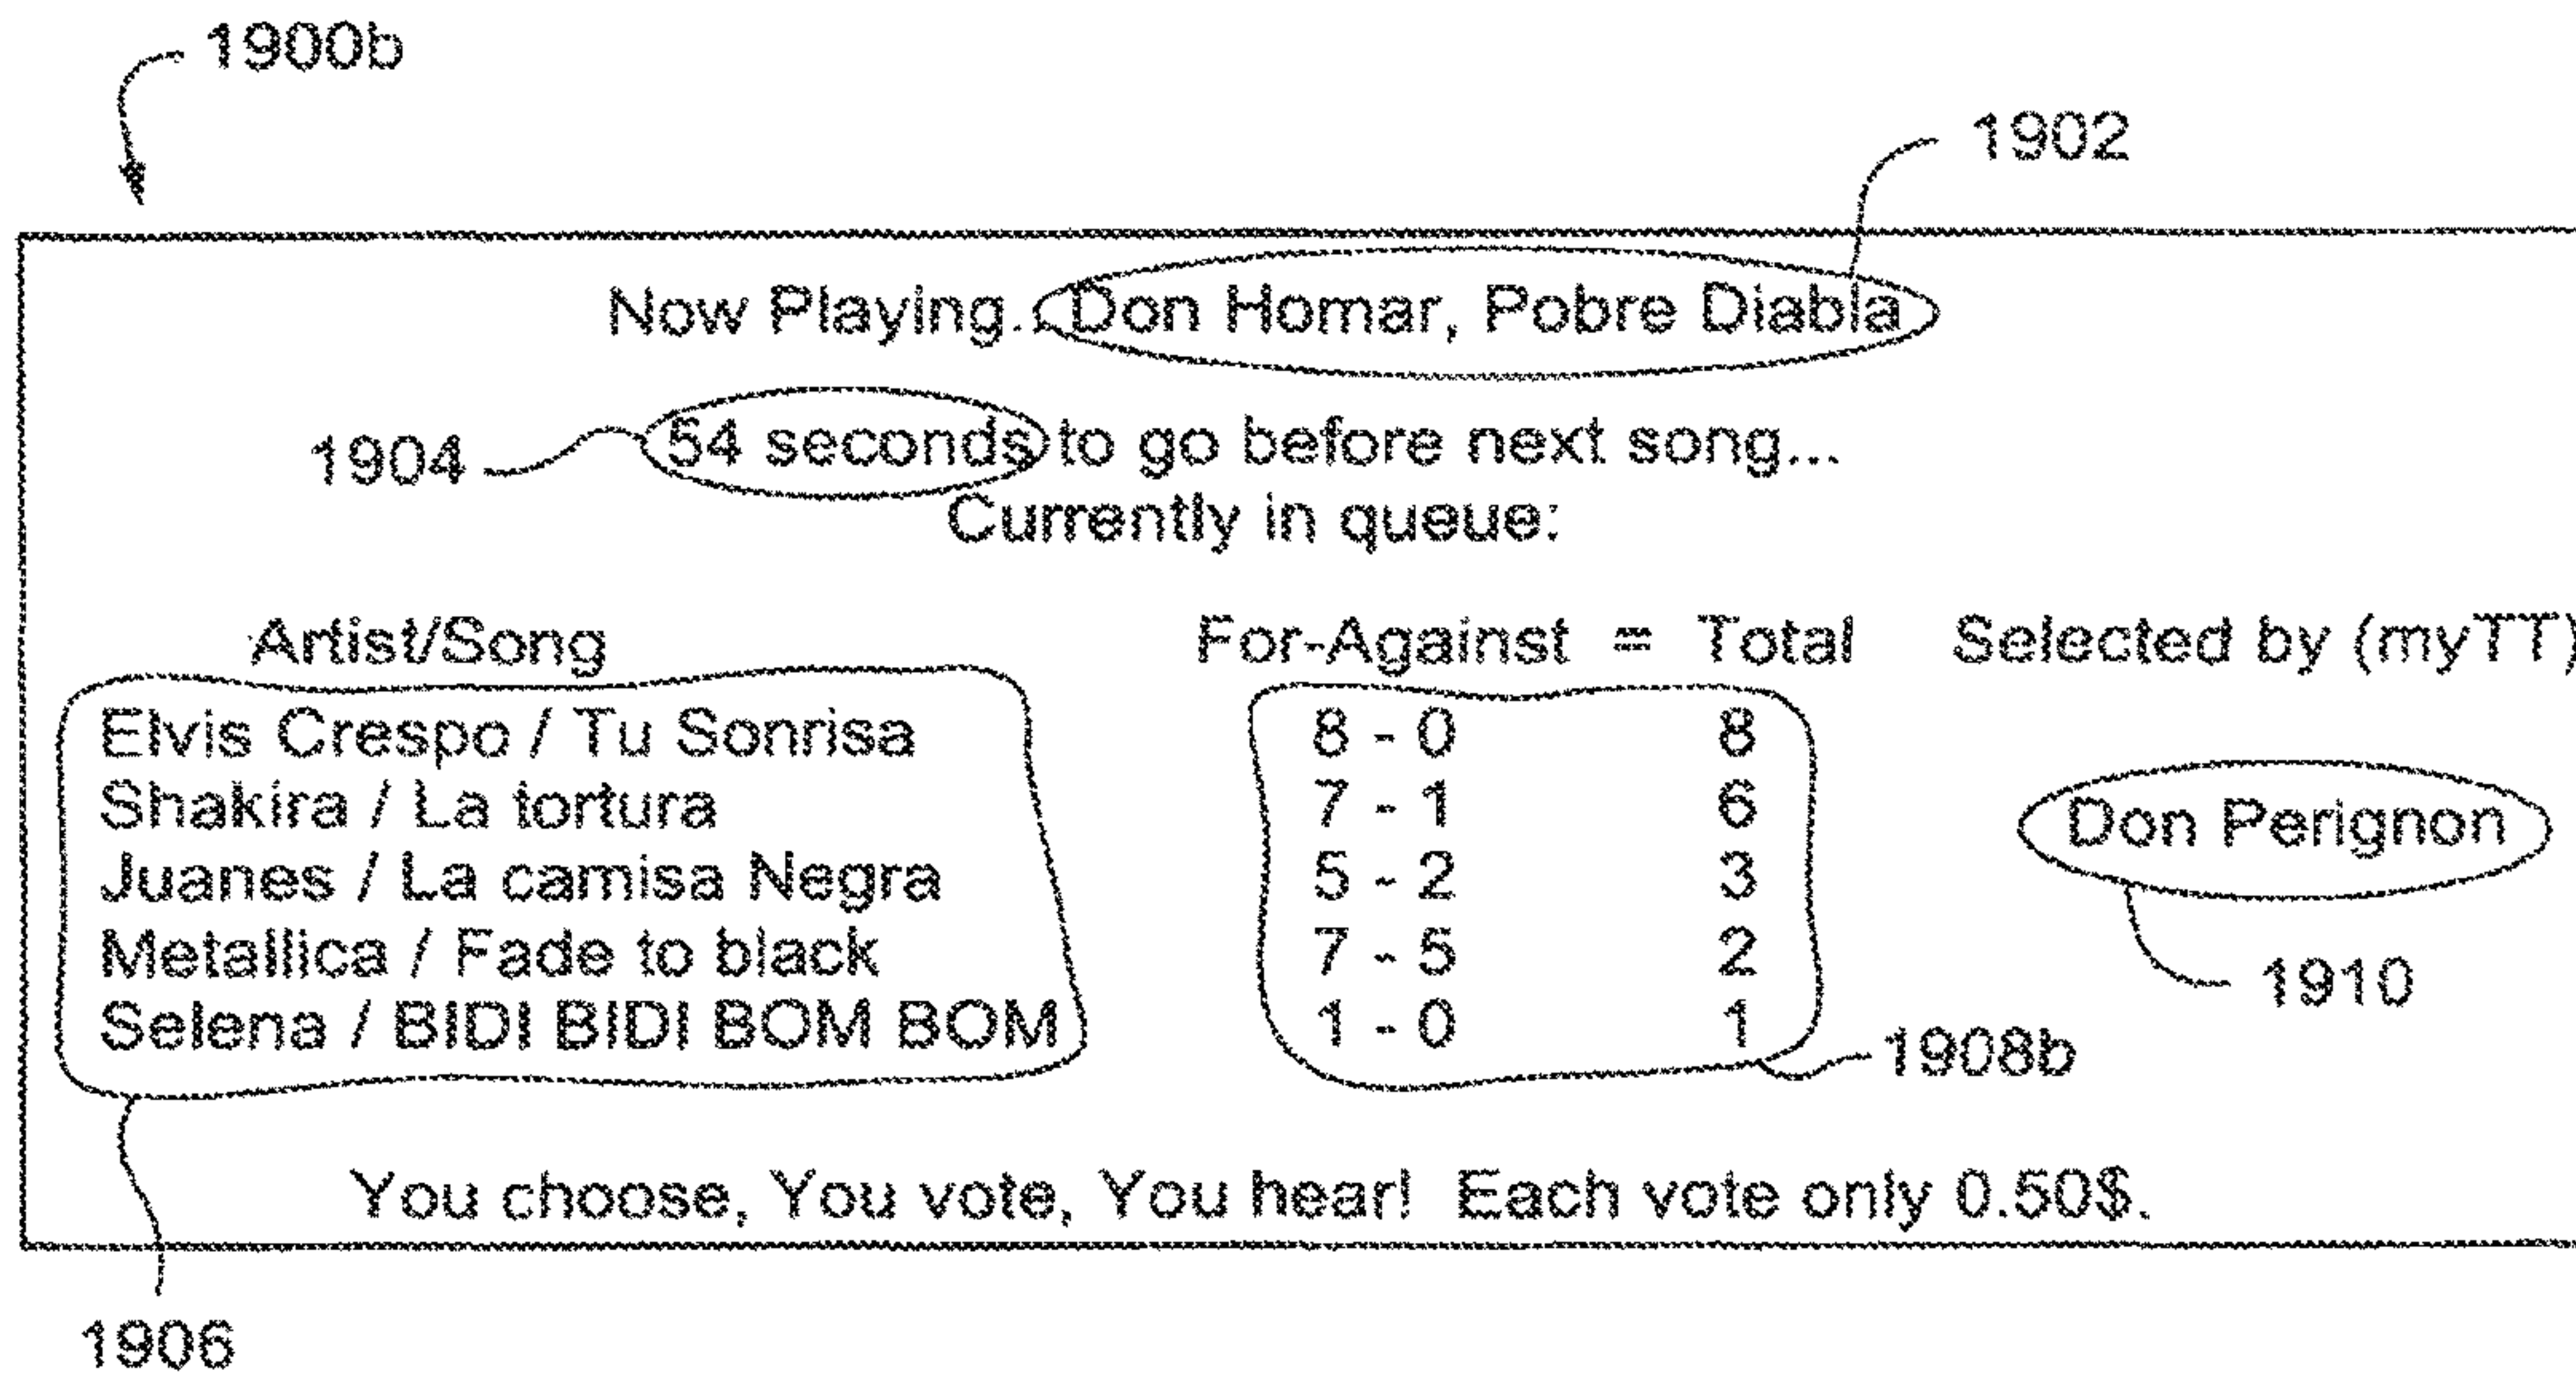 1900b
1902
Now Playing... Don Homar, Pobre Diabla
1904 54 seconds to go before next song...
Currently in queue:
Artist/Song For-Against = Total Selected by (myTT)
Elvis Crespo / Tu Sonrisa 8 - 0 8
Shakira / La tortura 7 - 1 6 Don Perignon
Juanes / La camisa Negra 5 - 2 3
Metallica / Fade to black 7 - 5 2
1910
Selena / BIDI BIDI BOM BOM 1 - 0 1
1908b
You choose, You vote, You hear! Each vote only 0.50$.
1906